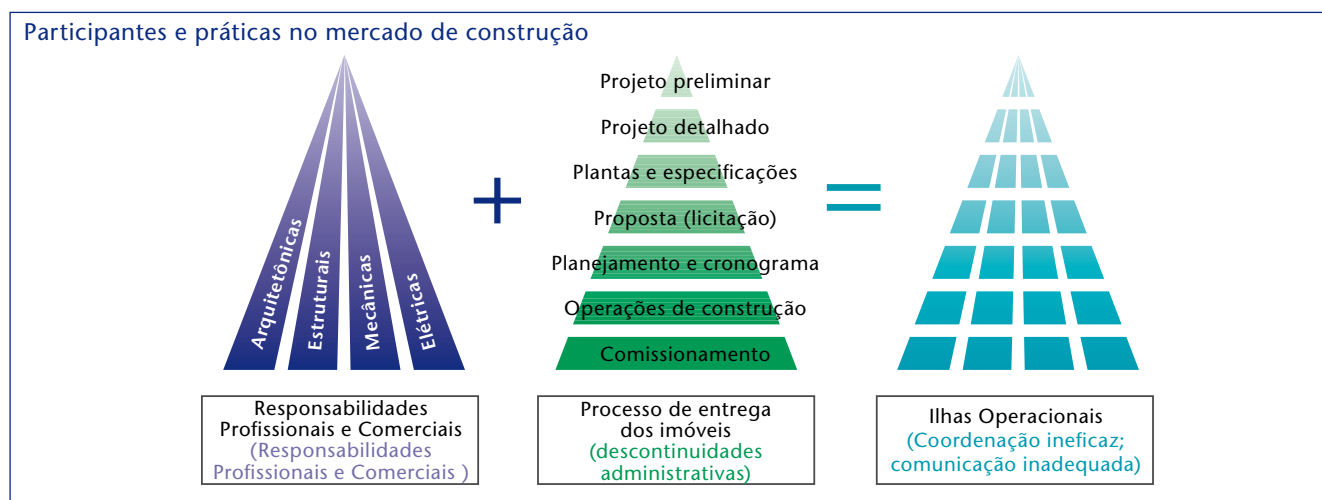 Participantes e práticas no mercado de construção
Arquitetônicas
Estruturais
Mecânicas
Elétricas
+
Projeto preliminar
Projeto detalhado
Plantas e especificações
Proposta (licitação)
Planejamento e cronograma
Operações de construção
Comissionamento
=
Responsabilidades
Profissionais e Comerciais
(Responsabilidades
Profissionais e Comerciais )
Processo de entrega
dos imóveis
(descontinuidades
administrativas)
Ilhas Operacionais
(Coordenação ineficaz;
comunicação inadequada)